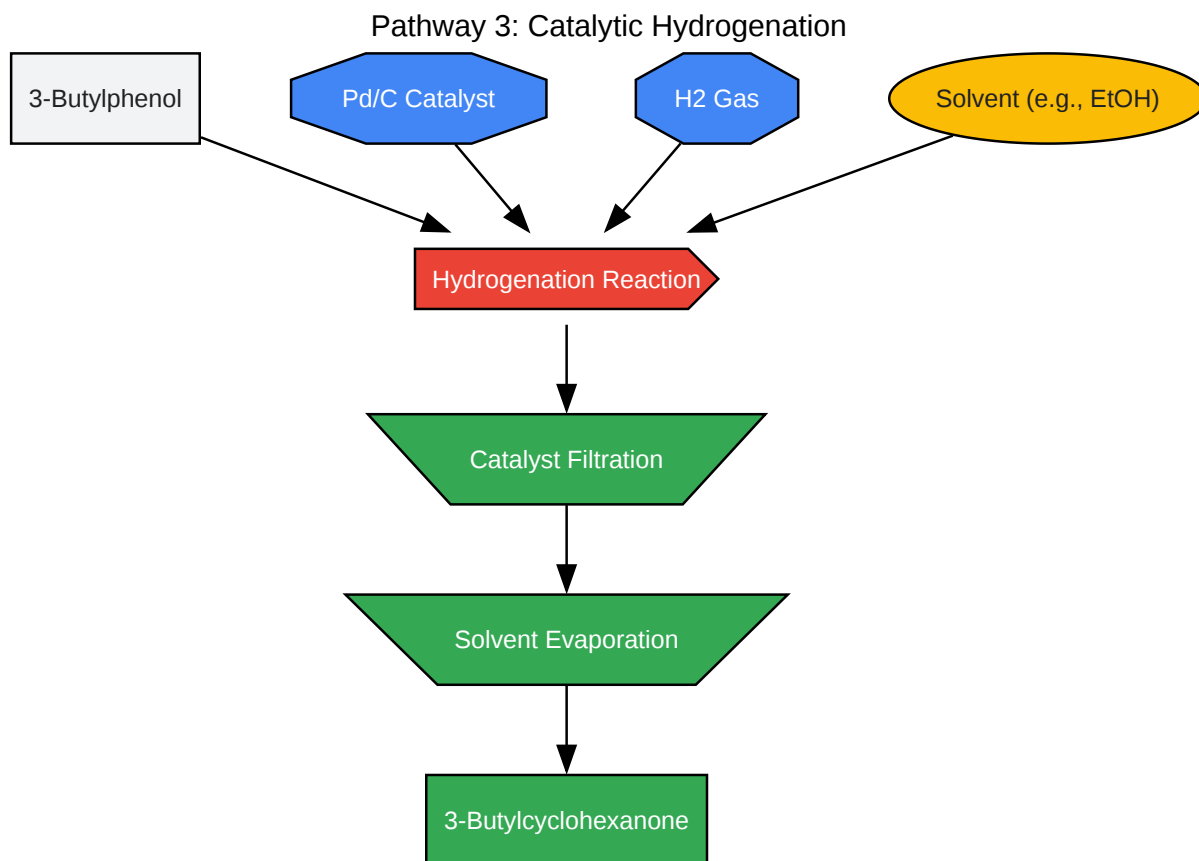 Pathway 3: Catalytic Hydrogenation
3-Butylphenol
Pd/C Catalyst
H2 Gas
Solvent (e.g., EtOH)
Hydrogenation Reaction
Catalyst Filtration
Solvent Evaporation
3-Butylcyclohexanone